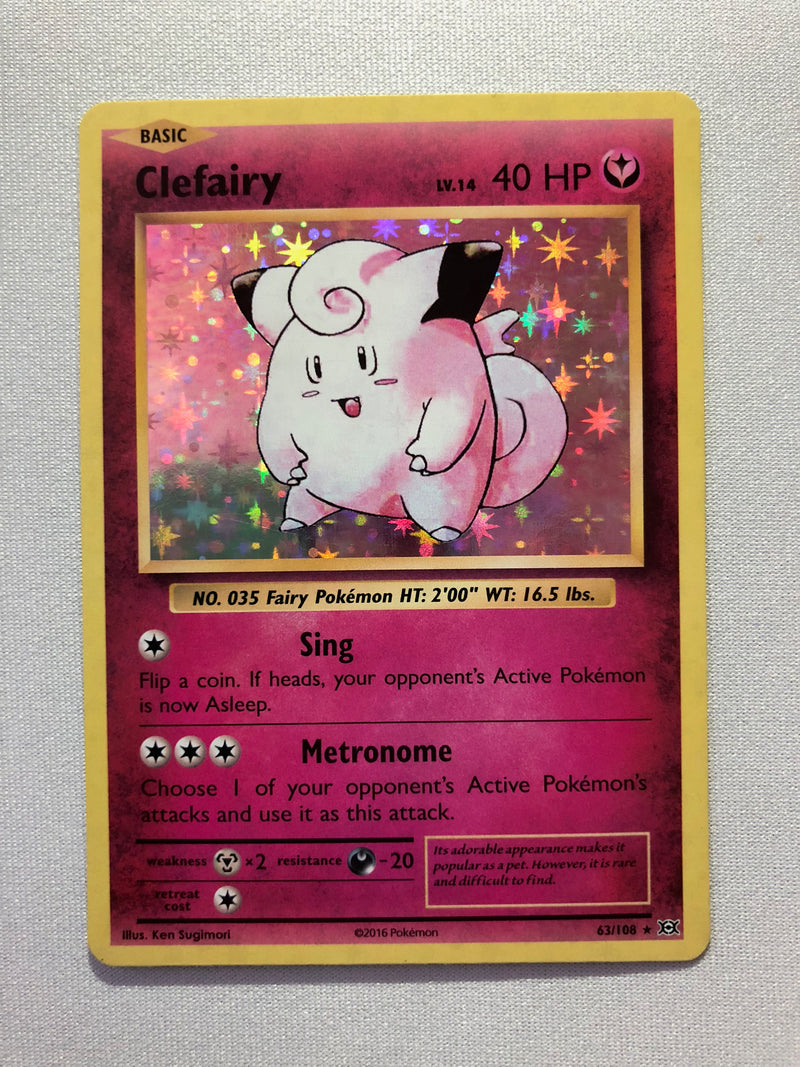 BASIC
Clefairy LV.14 40 HP
NO. 035 Fairy Pokémon HT: 2'00" WT: 16.5 lbs.
Sing
Flip a coin. If heads, your opponent's Active Pokémon
is now Asleep.
Metronome
Choose 1 of your opponent's Active Pokémon's
attacks and use it as this attack.
weakness ×2 resistance -20
retreat
cost
Its adorable appearance makes it
popular as a pet. However, it is rare
and difficult to find.
Illus. Ken Sugimori ©2016 Pokémon 63/108 ★